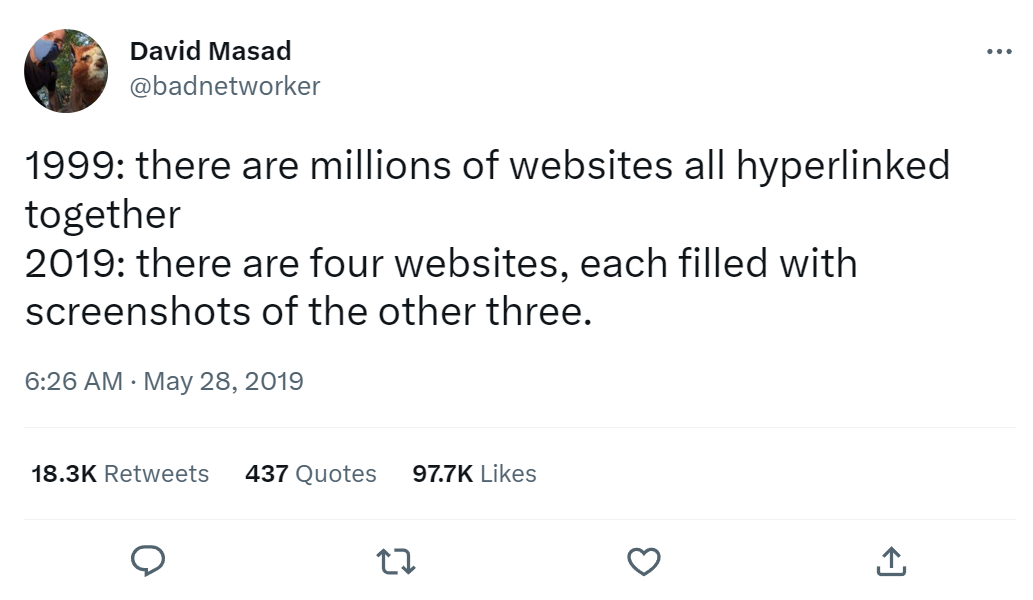 David Masad
@badnetworker
1999: there are millions of websites all hyperlinked
together
2019: there are four websites, each filled with
screenshots of the other three.
6:26 AM · May 28, 2019
18.3K Retweets 437 Quotes 97.7K Likes